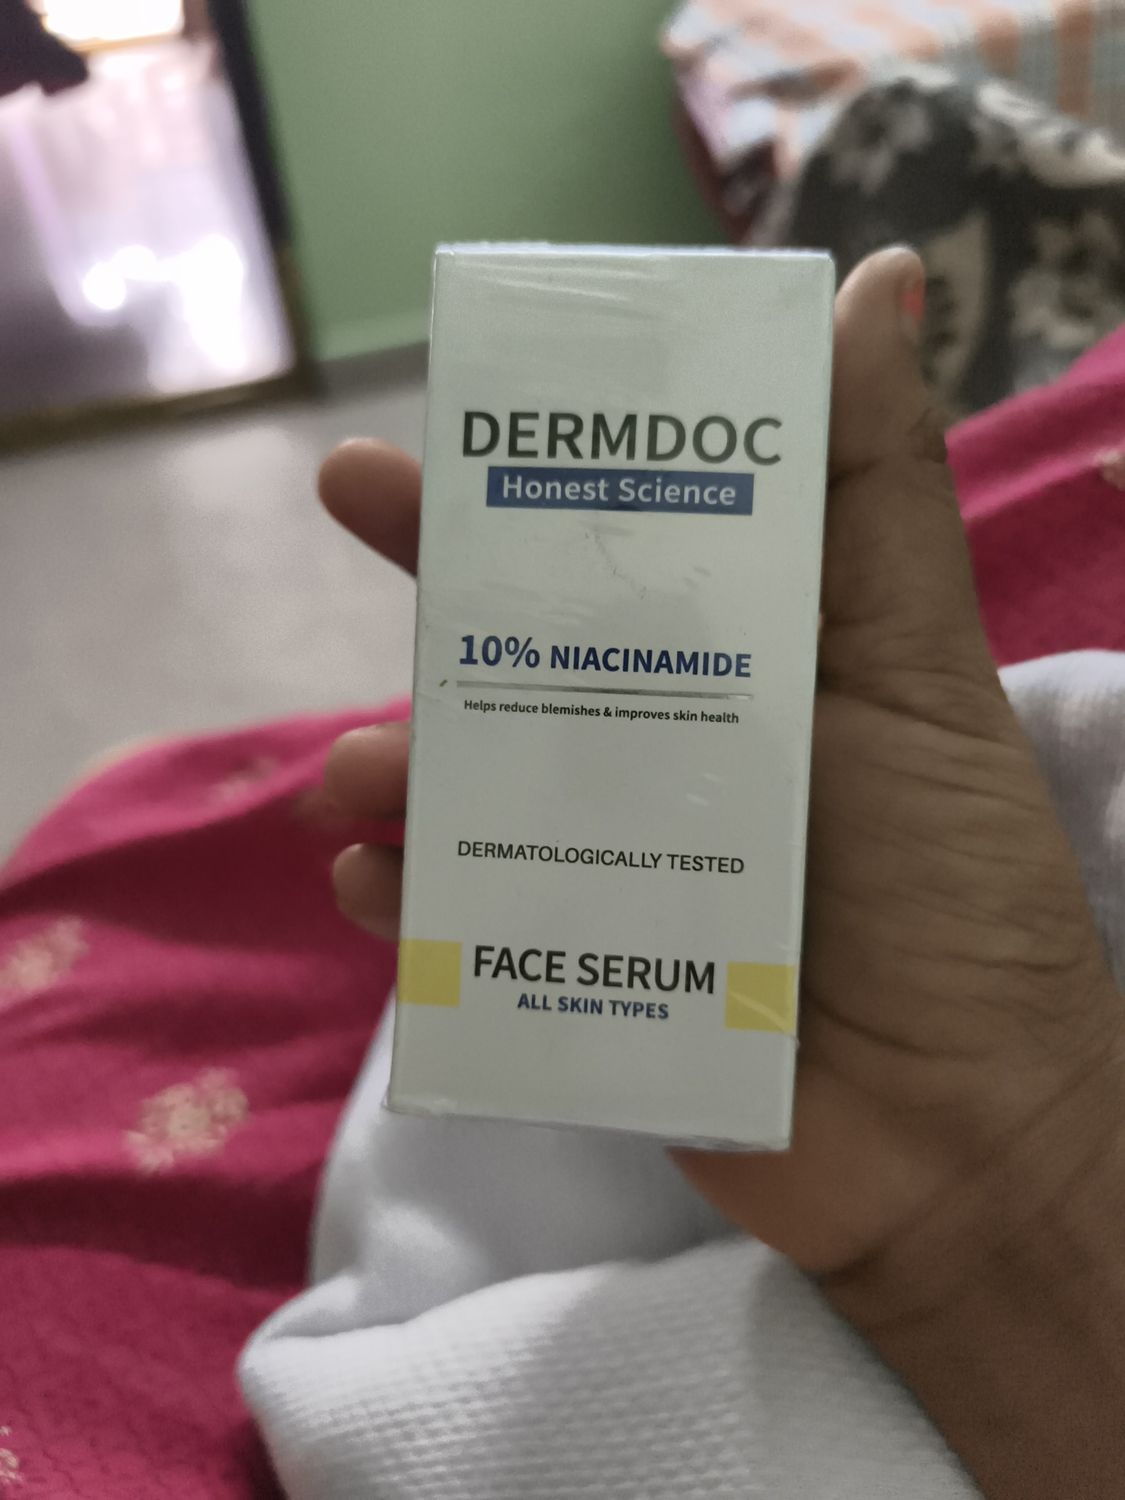 DERMDOC
Honest Science
10% NIACINAMIDE
Helps reduce blemishes & improves skin health
DERMATOLOGICALLY TESTED
FACE SERUM
ALL SKIN TYPES